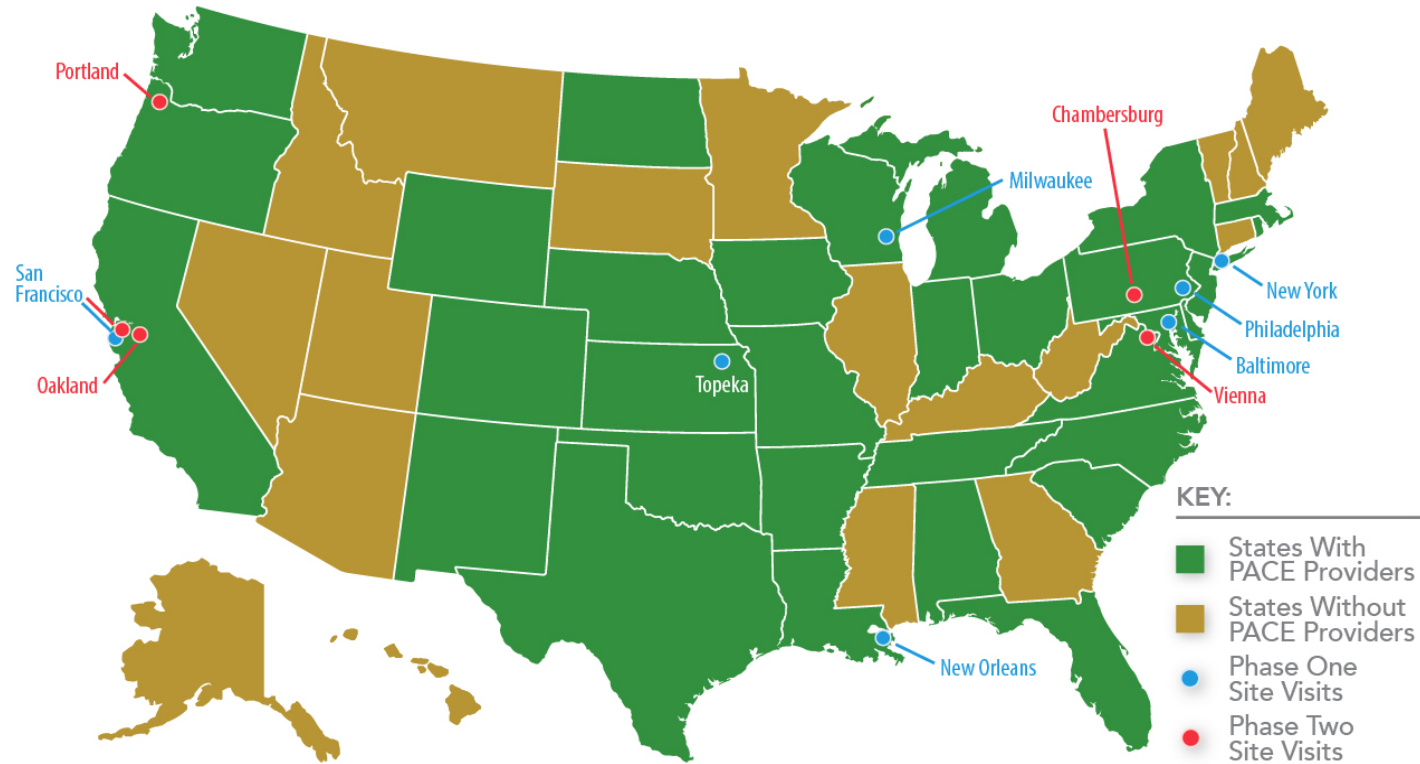 Portland
Chambersburg
Milwaukee
San
Francisco
New York
Philadelphia
Baltimore
Oakland
Topeka
Vienna
New Orleans
KEY:
States With
PACE Providers
States Without
PACE Providers
Phase One
Site Visits
Phase Two
Site Visits